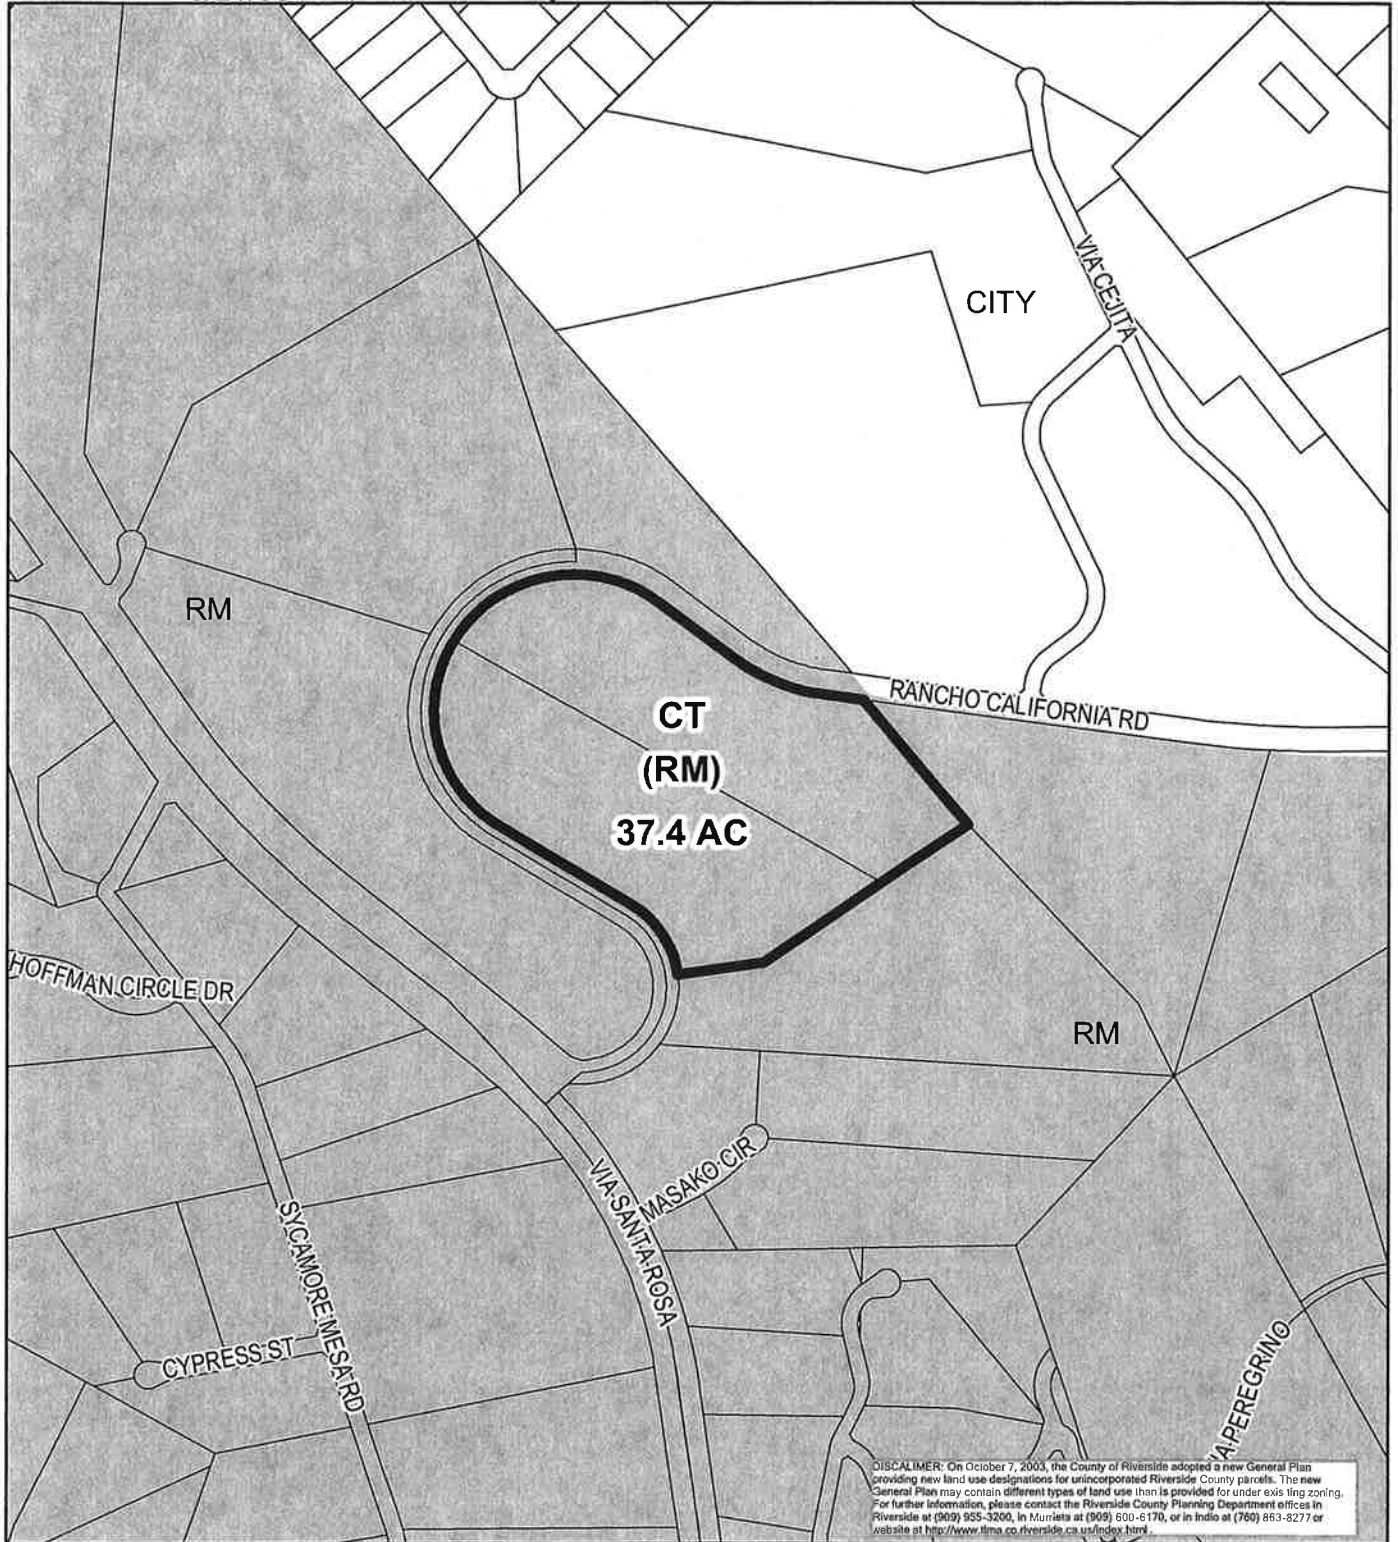 CITY
VIA CEJITA
RM
RANCHO CALIFORNIA RD
CT
(RM)
37.4 AC
HOFFMAN CIRCLE DR
RM
MASAKO CIR
VIA SANTA ROSA
SYCAMORE MESA RD
CYPRESS ST
IA PEREGRINO
DISCALIMER: On October 7, 2003, the County of Riverside adopted a new General Plan
providing new land use designations for unincorporated Riverside County parcels. The new
General Plan may contain different types of land use than is provided for under exis ting zoning.
For further information, please contact the Riverside County Planning Department offices in
Riverside at (909) 955-3200, in Murrieta at (909) 600-6170, or in Indio at (760) 863-8277 or
website at http://www.tlma.co.riverside.ca.us/index.html .